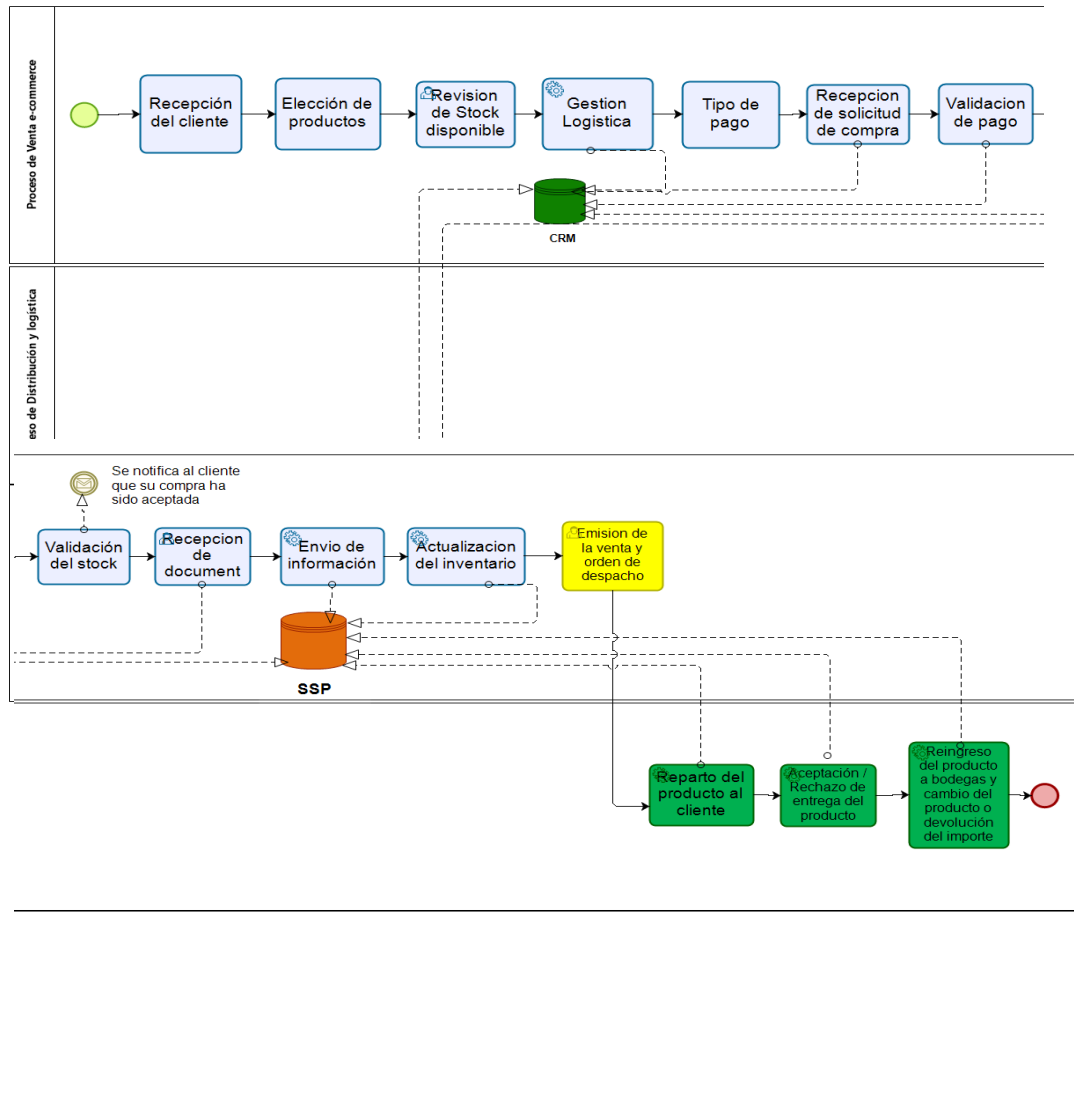 Proceso de Venta e-commerce
Recepción
del cliente
Elección de
productos
Revision
de Stock
disponible
Gestion
Logistica
Tipo de
pago
Recepcion
de solicitud
de compra
Validacion
de pago
CRM
eso de Distribución y logística
Se notifica al cliente
que su compra ha
sido aceptada
Validación
del stock
Recepcion
de
document
Envio de
información
Actualizacion
del inventario
Emision de
la venta y
orden de
despacho
SSP
Reparto del
producto al
cliente
Aceptación /
Rechazo de
entrega del
producto
Reingreso
del producto
a bodegas y
cambio del
producto o
devolución
del importe